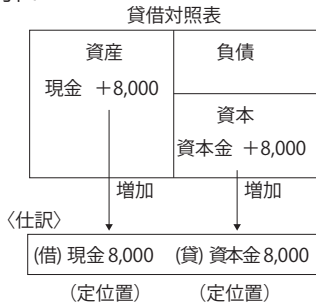 貸借対照表
資産
負債
現金 +8,000
資本
資本金 +8,000
増加
増加
〈仕訳〉
(借) 現金 8,000 (貸) 資本金 8,000
(定位置) (定位置)